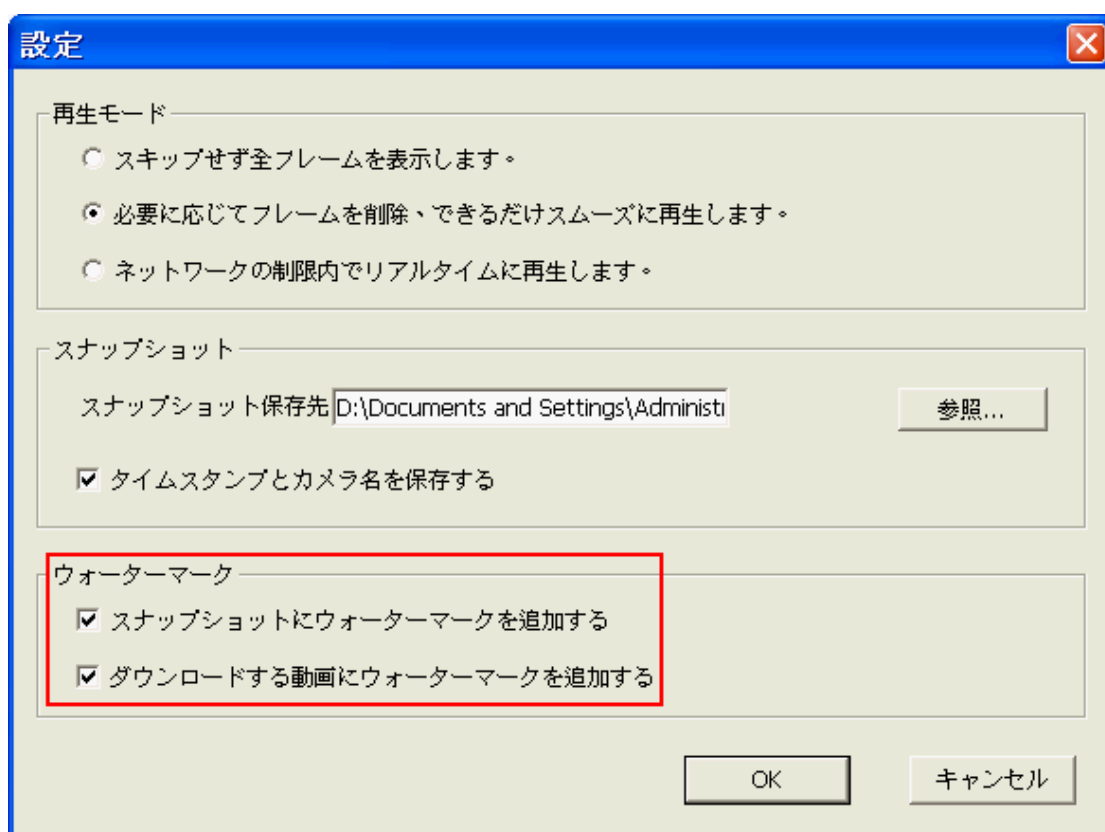 設定
再生モード
スキップせず全フレームを表示します。
必要に応じてフレームを削除、できるだけスムーズに再生します。
ネットワークの制限内でリアルタイムに再生します。
スナップショット
スナップショット保存先 D:\Documents and Settings\Administr 参照...
タイムスタンプとカメラ名を保存する
ウォーターマーク
スナップショットにウォーターマークを追加する
ダウンロードする動画にウォーターマークを追加する
OK キャンセル